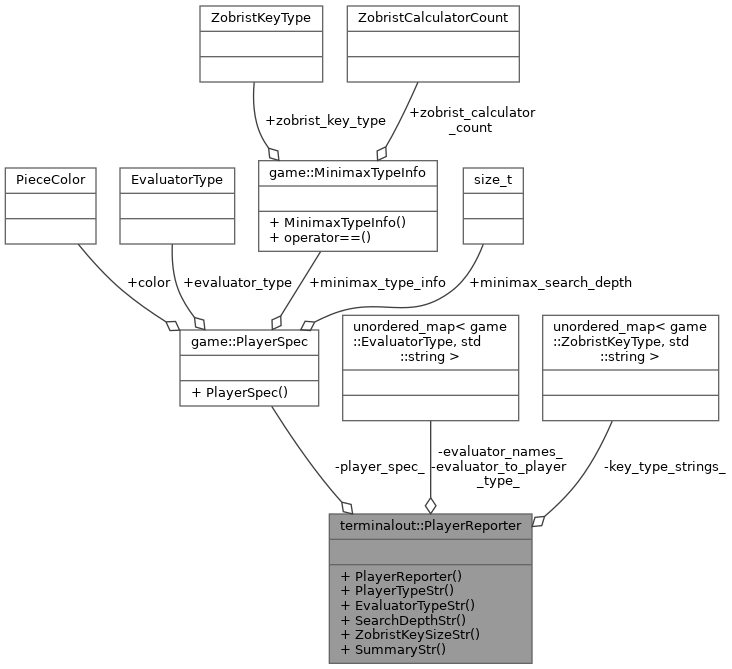 ZobristKeyType
ZobristCalculatorCount
+zobrist_key_type
+zobrist_calculator
_count
PieceColor
EvaluatorType
game::MinimaxTypeInfo
+ MinimaxTypeInfo()
+ operator==()
size_t
+color
+evaluator_type
+minimax_type_info
+minimax_search_depth
game::PlayerSpec
+ PlayerSpec()
unordered_map< game
::EvaluatorType, std
::string >
unordered_map< game
::ZobristKeyType, std
::string >
-player_spec_
-evaluator_names_
-evaluator_to_player
_type_
-key_type_strings_
terminalout::PlayerReporter
+ PlayerReporter()
+ PlayerTypeStr()
+ EvaluatorTypeStr()
+ SearchDepthStr()
+ ZobristKeySizeStr()
+ SummaryStr()